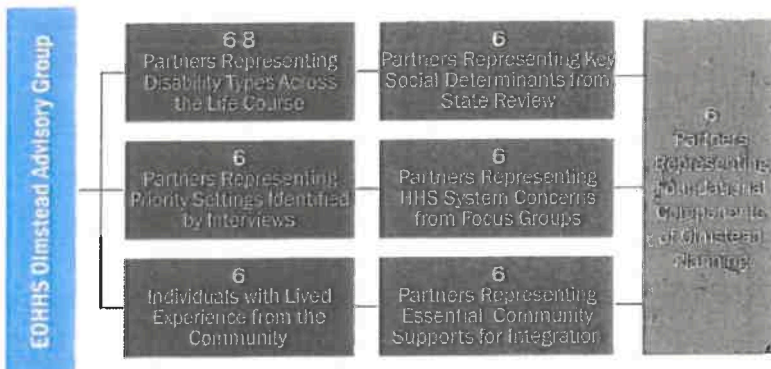 EOHHS Olmstead Advisory Group
6-8
Partners Representing
Disability Types Across
the Life Course
6
Partners Representing Key
Social Determinants from
State Review
6
Partners Representing
Priority Settings Identified
by Interviews
6
Partners Representing
HHS System Concerns
from Focus Groups
6
Individuals with Lived
Experience from the
Community
6
Partners Representing
Essential Community
Supports for Integration
6
Partners
Representing
Foundational
Components
of Olmstead
Planning